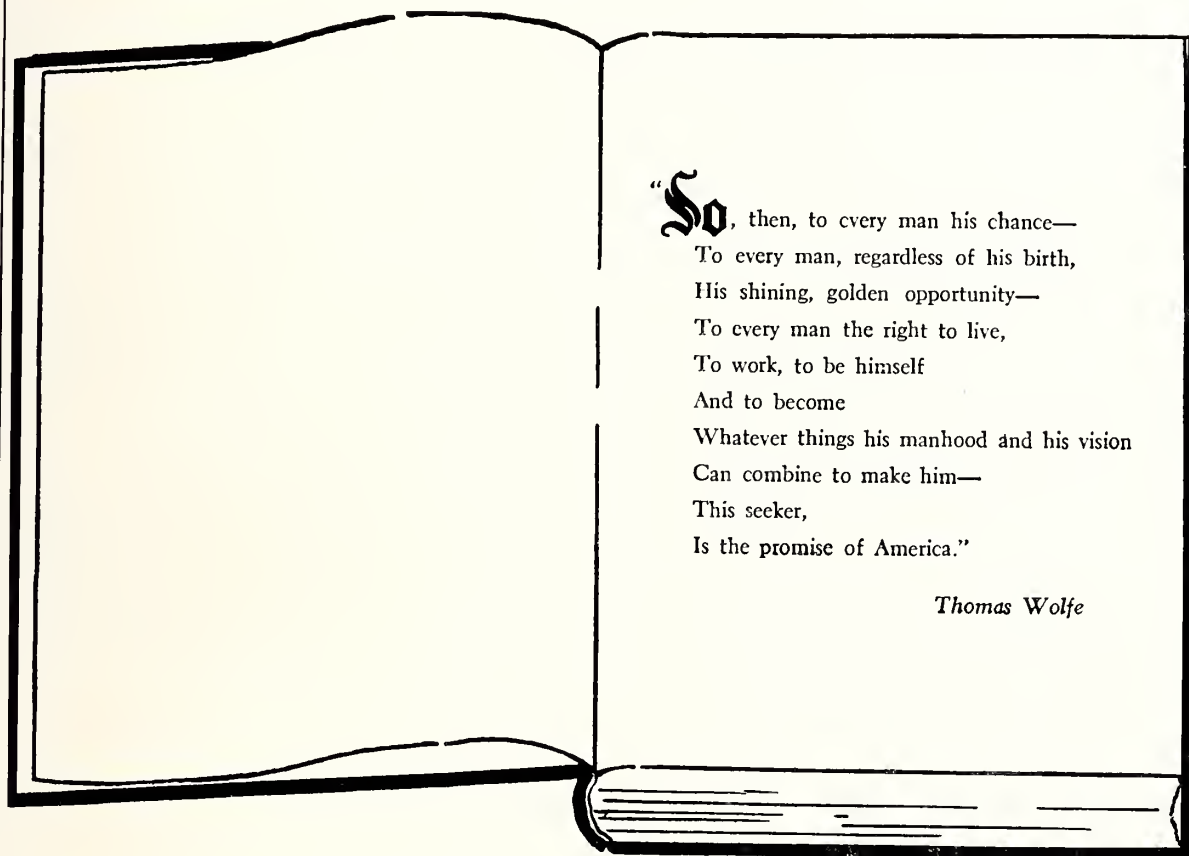 “So, then, to every man his chance—
To every man, regardless of his birth,
His shining, golden opportunity—
To every man the right to live,
To work, to be himself
And to become
Whatever things his manhood and his vision
Can combine to make him—
This seeker,
Is the promise of America.”
Thomas Wolfe